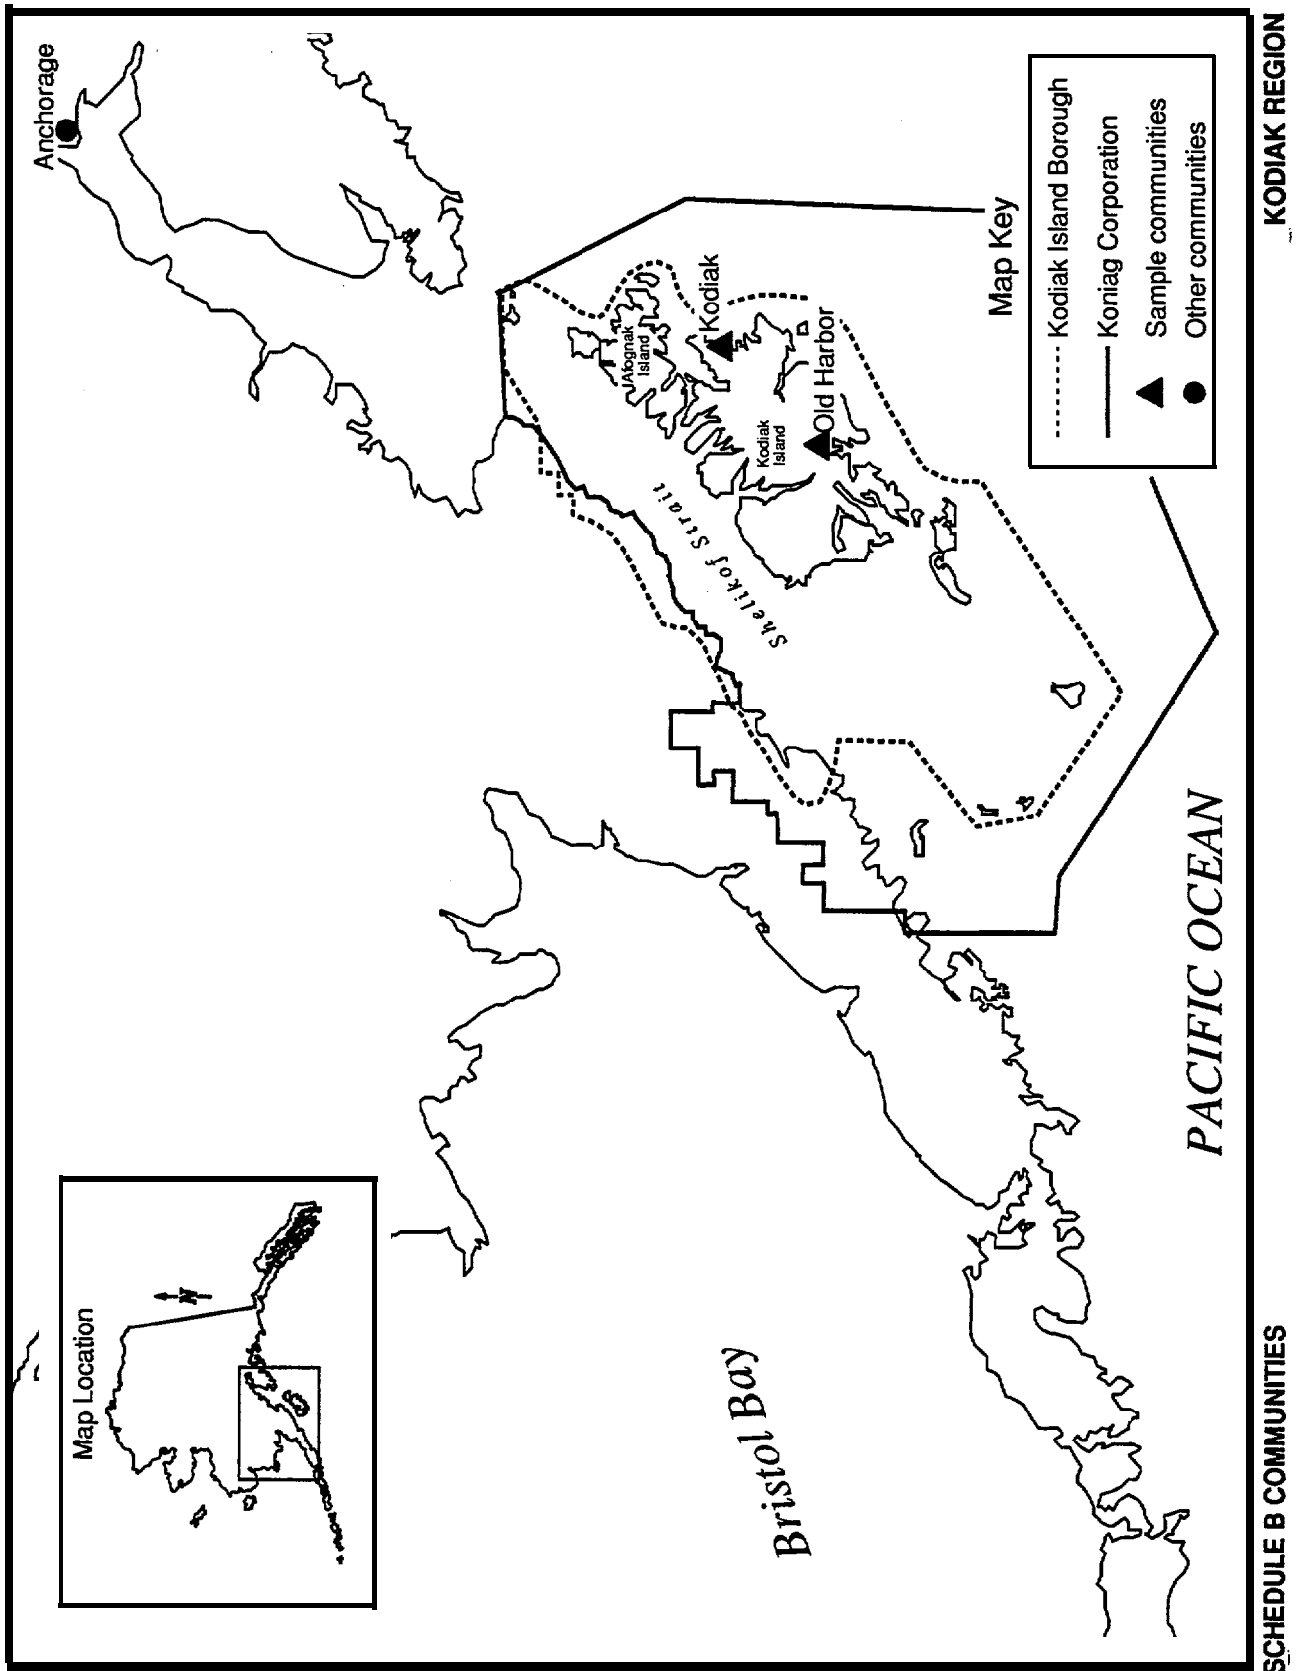 Anchorage
Map Location
N
Afognak
Island
Kodiak
Kodiak
Island
Old Harbor
Shelikof Strait
Bristol Bay
PACIFIC OCEAN
Map Key
Kodiak Island Borough
Koniag Corporation
Sample communities
Other communities
SCHEDULE B COMMUNITIES
KODIAK REGION